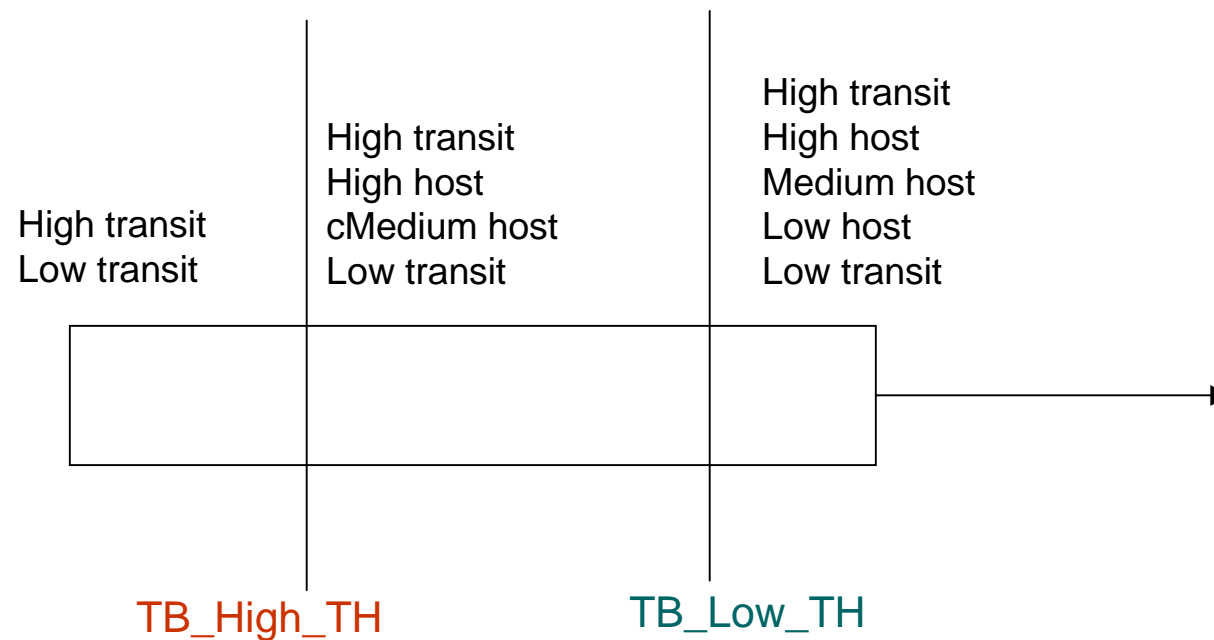 High transit
Low transit
High transit
High host
cMedium host
Low transit
High transit
High host
Medium host
Low host
Low transit
TB_High_TH
TB_Low_TH